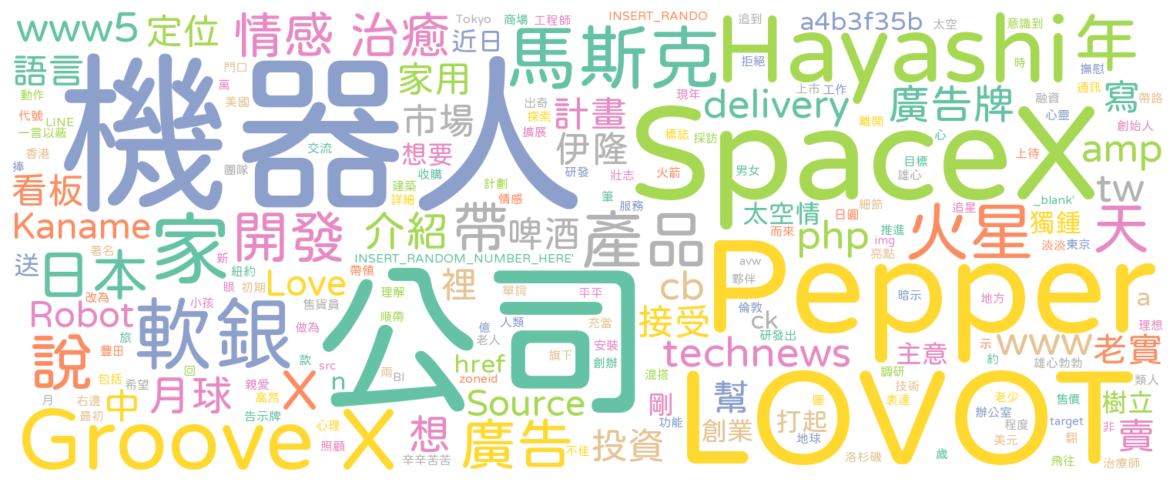 www5 定位 情感 治癒 近日 Tokyo 商場 工程師 INSERT_RANDO 追到 a4b3f35b 太空 意識到 年
語言 門口 機器人 家用 馬斯克 Hayashi 拒絕 時 撫慰
動作 萬 美國 市場 出奇 探索 擴展 計畫 delivery 廣告牌 上市 工作 融資 通訊 寫 帶路
代號 LINE 一言以蔽 香港 團隊 交流 想要 伊隆 SpaceX 標誌 採訪 離開 心 心靈 創始人
捧 看板 收購 研發 壯志 火箭 男女 目標 雄心 上待 amp
Kaname 家 開發 建築 詳細 介紹 計劃 情感 帶 啤酒 筆 服務 產品 太空情 日圓 而來 php 追星 細節 推進 火星 _blank' 獨鍾 tw 天
送 日本 著名 新 紐約 INSERT_RANDOM_NUMBER_HERE' img 亮點 淡淡 東京
改為 眼 初期 Love 帶領 理解 裡 單詞 平平 cb avw 夥伴 Pepper 地方
Robot 旅 小孩 軟銀 售貨員 做為 順帶 公司 億 老人 人類 充當 接受 ck 倫敦 暗示 研發出 a 理想
說 豐田 款 回 src 兩 BI href 旗下 安裝 創辦 technews 主意 www 示 約 老實
月 包括 希望 親愛 X n zoneid 混搭 調研 雄心勃勃 類人
右邊 中 月球 高昂 告示牌 Source 剛 幫 技術 表達 圖 老少 售價 樹立
最初 Groove X 心理 照顧 想 廣告 不佳 投資 功能 創業 打起 地球 LOVOT 辦公室 程度 target 非 賣
辛辛苦苦 洛杉磯 歲 美元 翻 飛往 治療師 現年